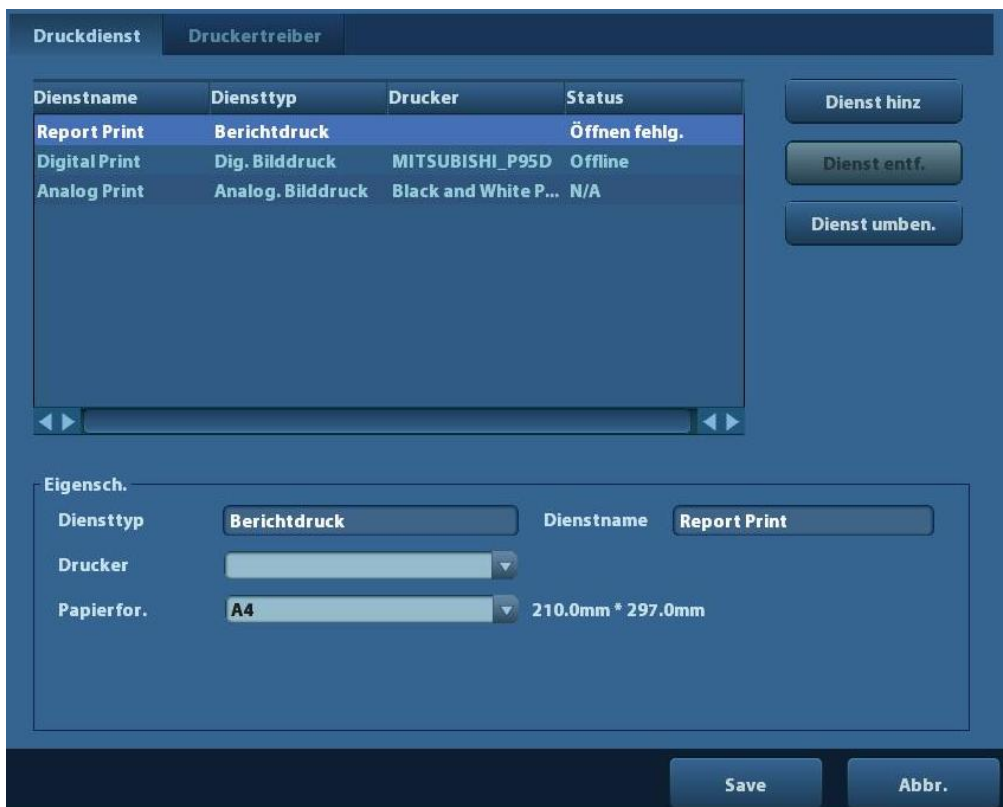 Druckdienst Druckertreiber
Dienstname Diensttyp Drucker Status
Report Print Berichtdruck Öffnen fehlg.
Digital Print Dig. Bilddruck MITSUBISHI_P95D Offline
Analog Print Analog. Bilddruck Black and White P... N/A
Dienst hinz
Dienst entf.
Dienst umben.
Eigensch.
Diensttyp Berichtdruck Dienstname Report Print
Drucker
Papierfor. A4 210.0mm * 297.0mm
Save Abbr.